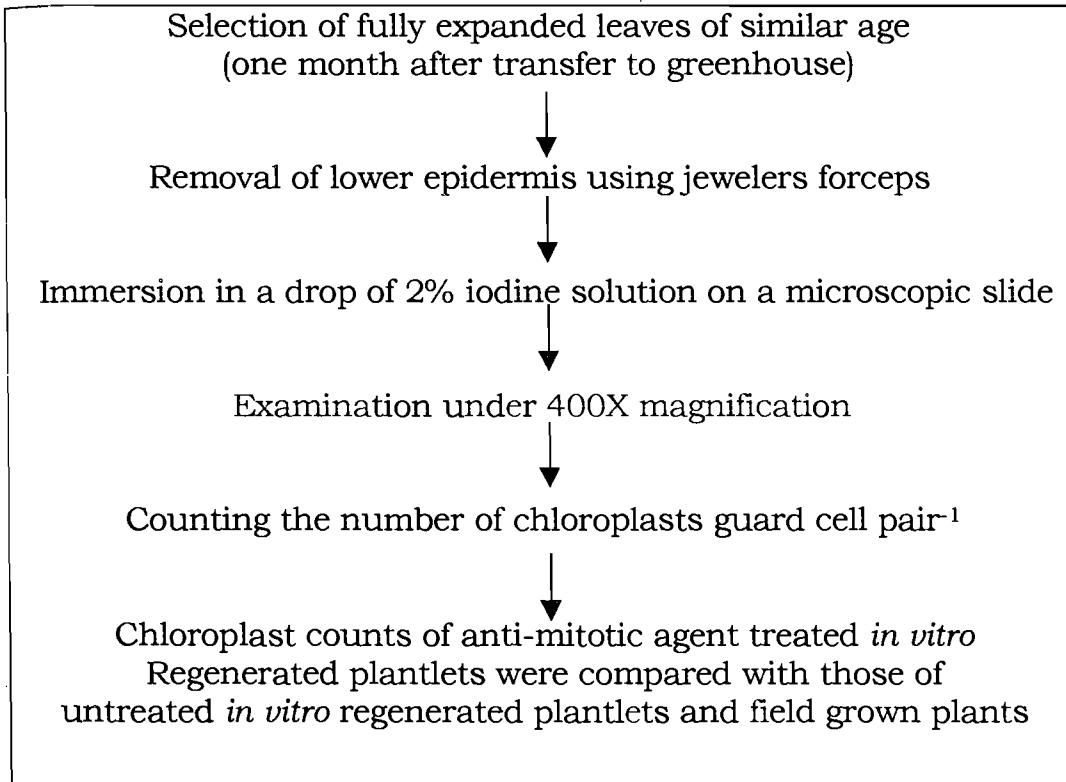 Selection of fully expanded leaves of similar age
(one month after transfer to greenhouse)
Removal of lower epidermis using jewelers forceps
Immersion in a drop of 2% iodine solution on a microscopic slide
Examination under 400X magnification
Counting the number of chloroplasts guard cell pair⁻¹
Chloroplast counts of anti-mitotic agent treated in vitro
Regenerated plantlets were compared with those of
untreated in vitro regenerated plantlets and field grown plants